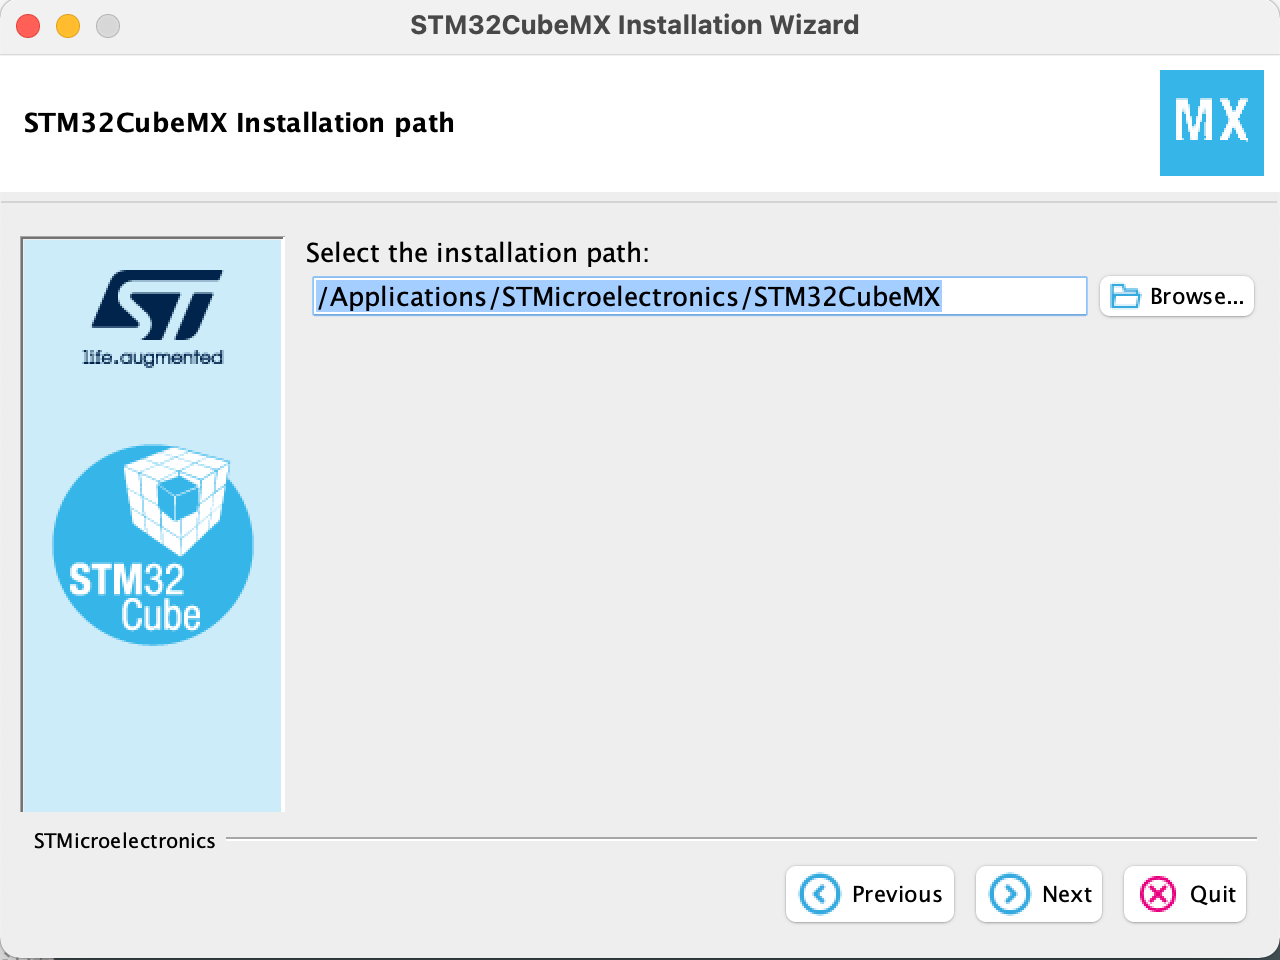 STM32CubeMX Installation Wizard
STM32CubeMX Installation path
MX
Select the installation path:
/Applications/STMicroelectronics/STM32CubeMX
Browse...
ST
life.augmented
STM32
Cube
STMicroelectronics
Previous
Next
Quit